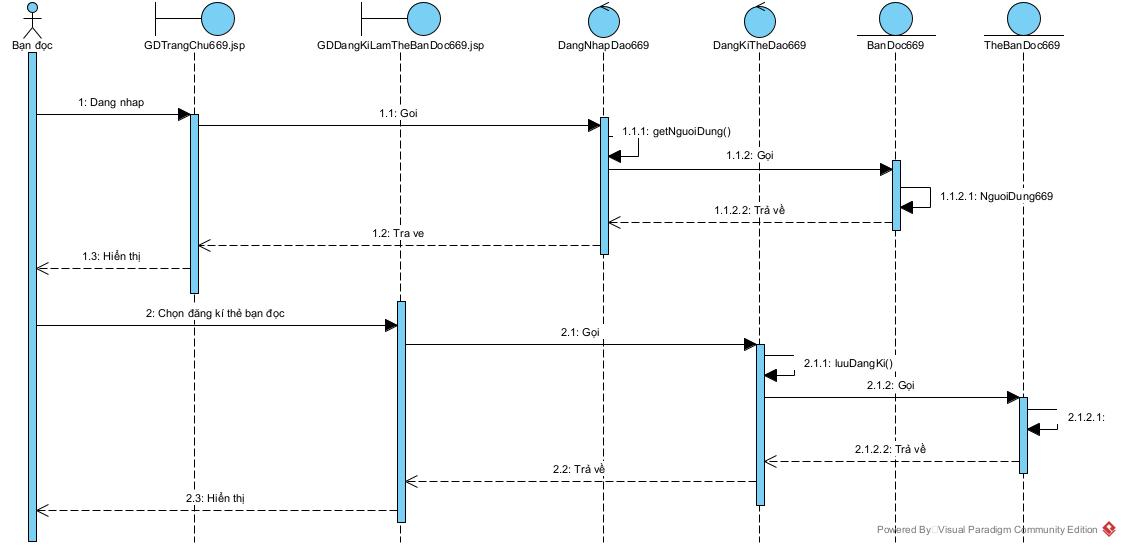 Bạn đọc
GDTrangChu669.jsp
GDDangKiLamTheBanDoc669.jsp
DangNhapDao669
DangKiTheDao669
BanDoc669
TheBanDoc669
1: Dang nhap
1.1: Goi
1.1.1: getNguoiDung()
1.1.2: Gọi
1.1.2.1: NguoiDung669
1.1.2.2: Trả về
1.2: Tra ve
1.3: Hiển thị
2: Chọn đăng kí thẻ bạn đọc
2.1: Gọi
2.1.1: luuDangKi()
2.1.2: Gọi
2.1.2.1:
2.1.2.2: Trả về
2.2: Trả về
2.3: Hiển thị
Powered By Visual Paradigm Community Edition